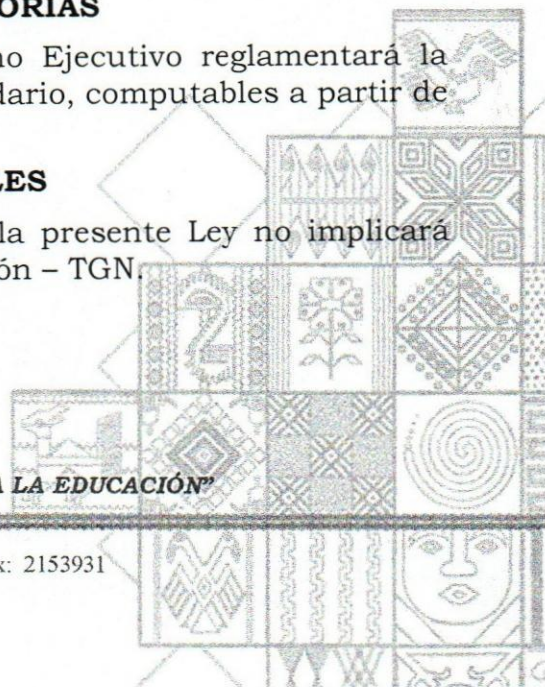 ORIAS
no Ejecutivo reglamentará la
dario, computables a partir de
LES
la presente Ley no implicará
ón – TGN.
A LA EDUCACIÓN”
x: 2153931